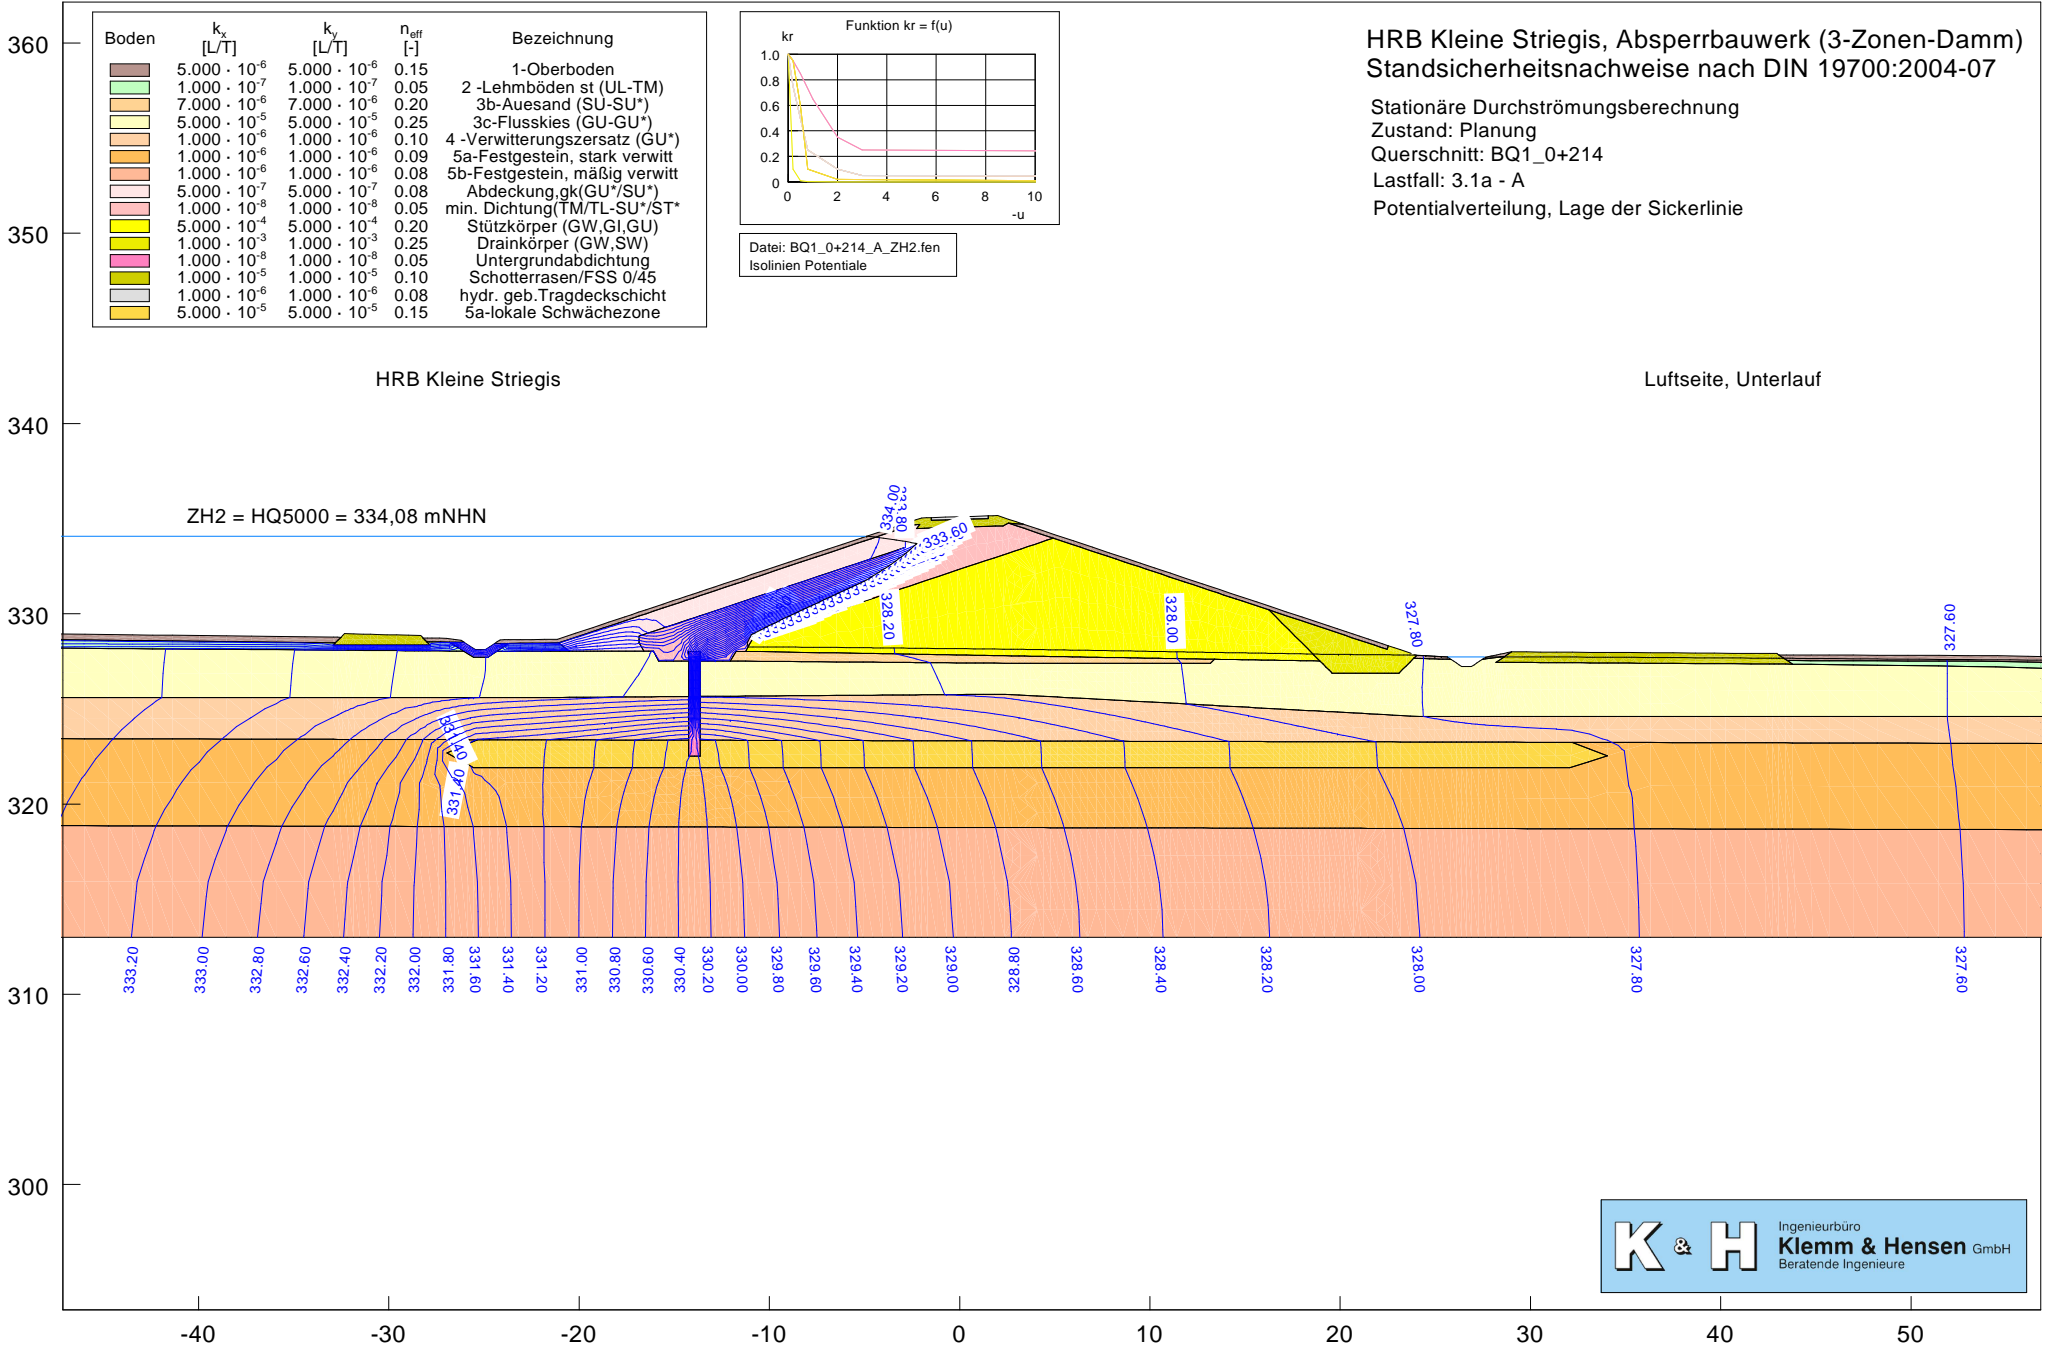 HRB Kleine Striegis, Absperrbauwerk (3-Zonen-Damm)
Standsicherheitsnachweise nach DIN 19700:2004-07
Stationäre Durchströmungsberechnung
Zustand: Planung
Querschnitt: BQ1_0+214
Lastfall: 3.1a - A
Potentialverteilung, Lage der Sickerlinie
Boden kx [L/T] ky [L/T] neff [-] Bezeichnung
5.000 · 10-6 5.000 · 10-6 0.15 1-Oberboden
1.000 · 10-7 1.000 · 10-7 0.05 2 -Lehmböden st (UL-TM)
7.000 · 10-6 7.000 · 10-6 0.20 3b-Auesand (SU-SU*)
5.000 · 10-5 5.000 · 10-5 0.25 3c-Flusskies (GU-GU*)
1.000 · 10-6 1.000 · 10-6 0.10 4 -Verwitterungszersatz (GU*)
1.000 · 10-6 1.000 · 10-6 0.09 5a-Festgestein, stark verwitt
1.000 · 10-6 1.000 · 10-6 0.08 5b-Festgestein, mäßig verwitt
5.000 · 10-7 5.000 · 10-7 0.08 Abdeckung,gk(GU*/SU*)
1.000 · 10-8 1.000 · 10-8 0.05 min. Dichtung(TM/TL-SU*/ST*
5.000 · 10-4 5.000 · 10-4 0.20 Stützkörper (GW,GI,GU)
1.000 · 10-3 1.000 · 10-3 0.25 Drainkörper (GW,SW)
1.000 · 10-8 1.000 · 10-8 0.05 Untergrundabdichtung
1.000 · 10-5 1.000 · 10-5 0.10 Schotterrasen/FSS 0/45
1.000 · 10-6 1.000 · 10-6 0.08 hydr. geb.Tragdeckschicht
5.000 · 10-5 5.000 · 10-5 0.15 5a-lokale Schwächezone
Funktion kr = f(u)
kr
1.0
0.8
0.6
0.4
0.2
0
0 2 4 6 8 10
-u
Datei: BQ1_0+214_A_ZH2.fen
Isolinien Potentiale
HRB Kleine Striegis
Luftseite, Unterlauf
ZH2 = HQ5000 = 334,08 mNHN
360
350
340
330
320
310
300
334.00
333.80
333.60
328.20
328.00
327.80
327.60
331.40
331.40
333.20 333.00 332.80 332.60 332.40 332.20 332.00 331.80 331.60 331.40 331.20 331.00 330.80 330.60 330.40 330.20 330.00 329.80 329.60 329.40 329.20 329.00 328.80 328.60 328.40 328.20 328.00 327.80 327.60
-40 -30 -20 -10 0 10 20 30 40 50
K & H
Ingenieurbüro
Klemm & Hensen GmbH
Beratende Ingenieure